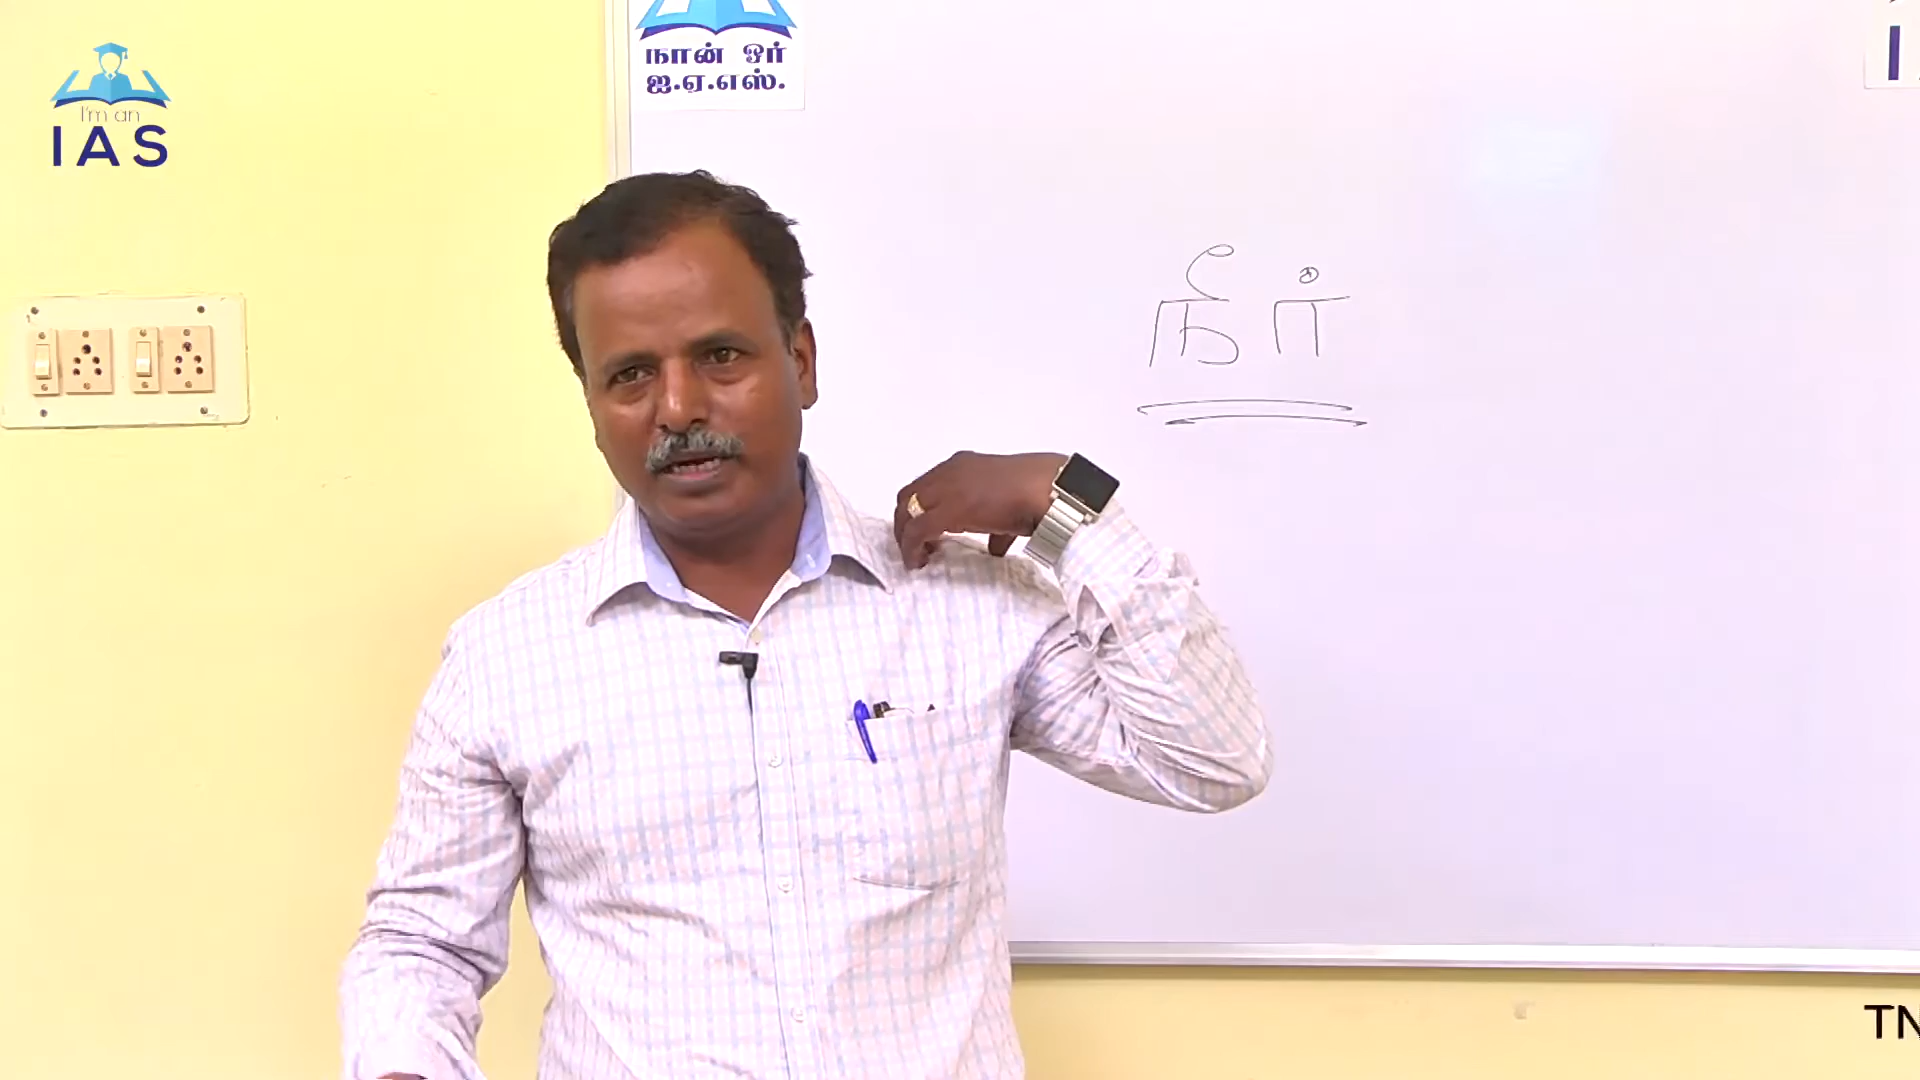 I'm an
IAS
நான் ஓர்
ஐ.ஏ.எஸ்.
நீர்
TN